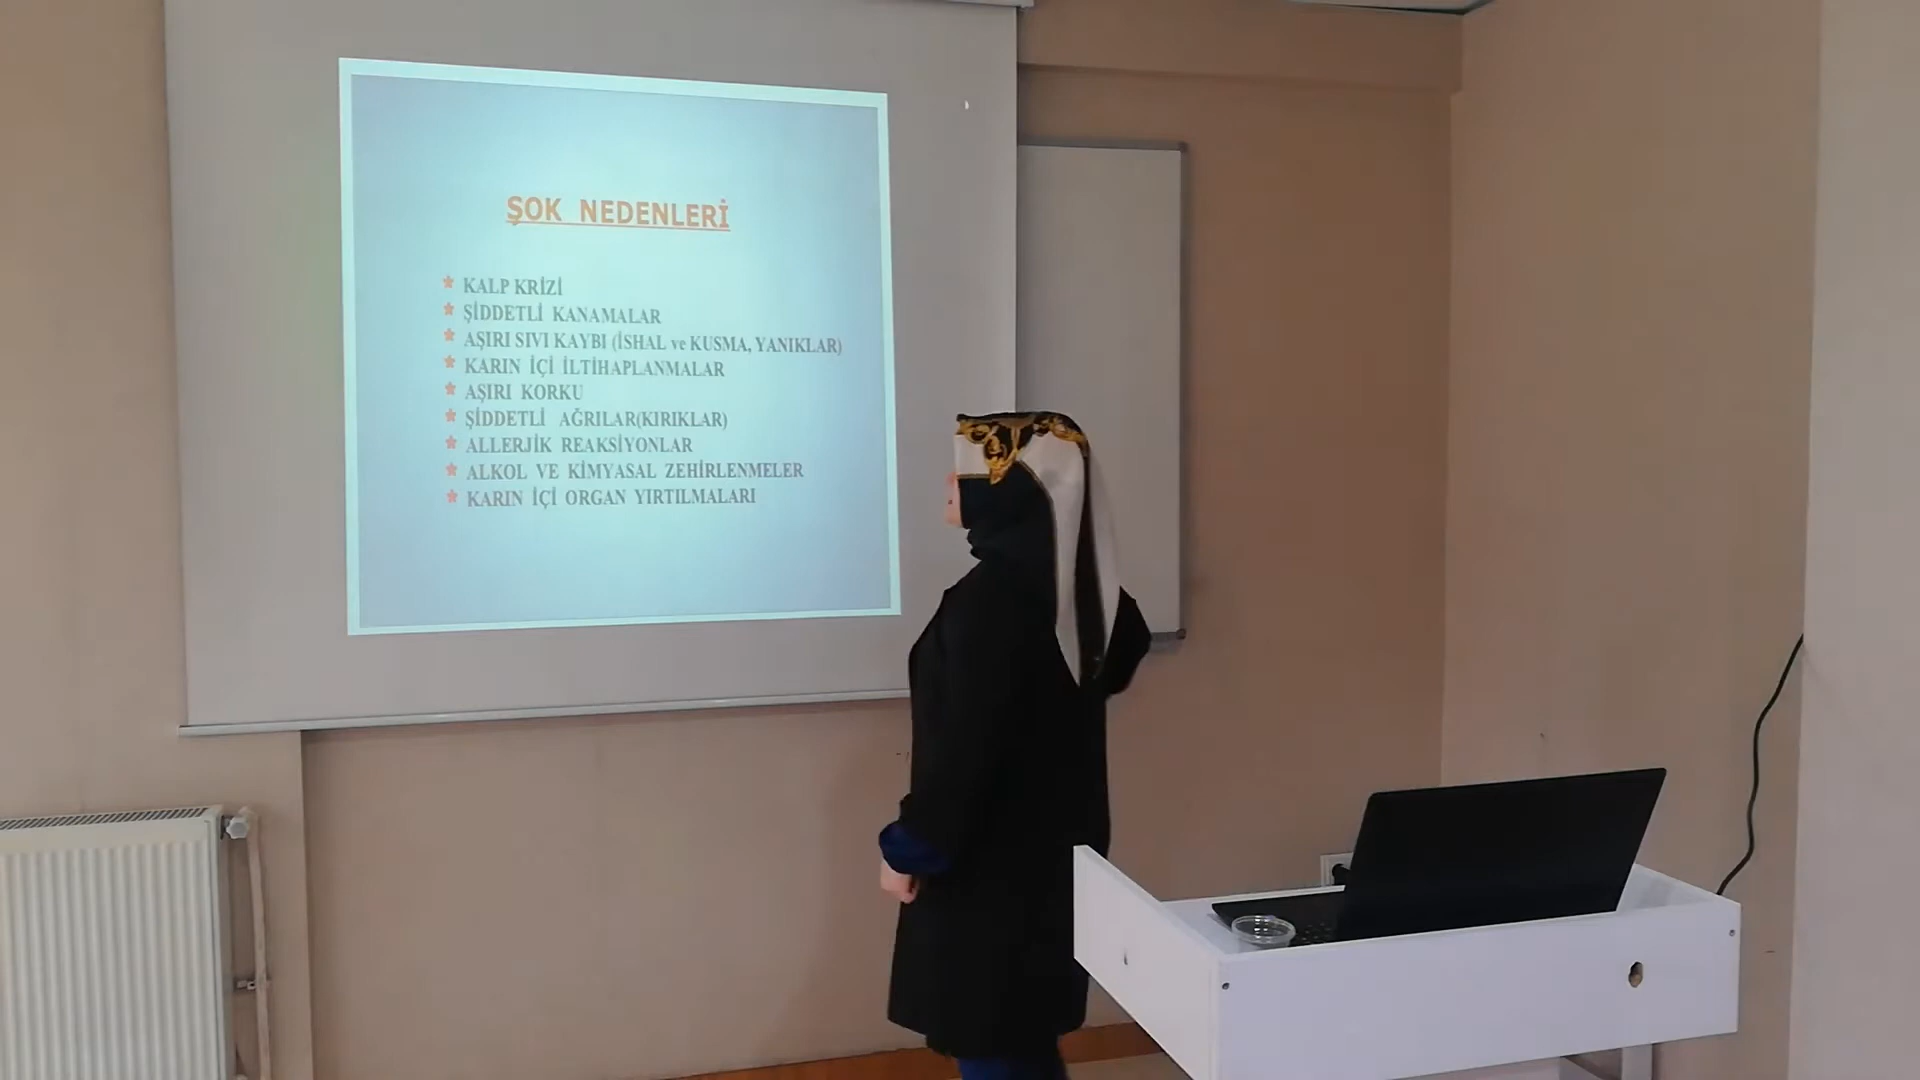 ŞOK NEDENLERİ
KALP KRİZİ
ŞİDDETLİ KANAMALAR
AŞIRI SIVI KAYBI (İSHAL ve KUSMA, YANIKLAR)
KARIN İÇİ İLTİHAPLANMALAR
AŞIRI KORKU
ŞİDDETLİ AĞRILAR(KIRIKLAR)
ALLERJİK REAKSİYONLAR
ALKOL VE KİMYASAL ZEHİRLENMELER
KARIN İÇİ ORGAN YIRTILMALARI